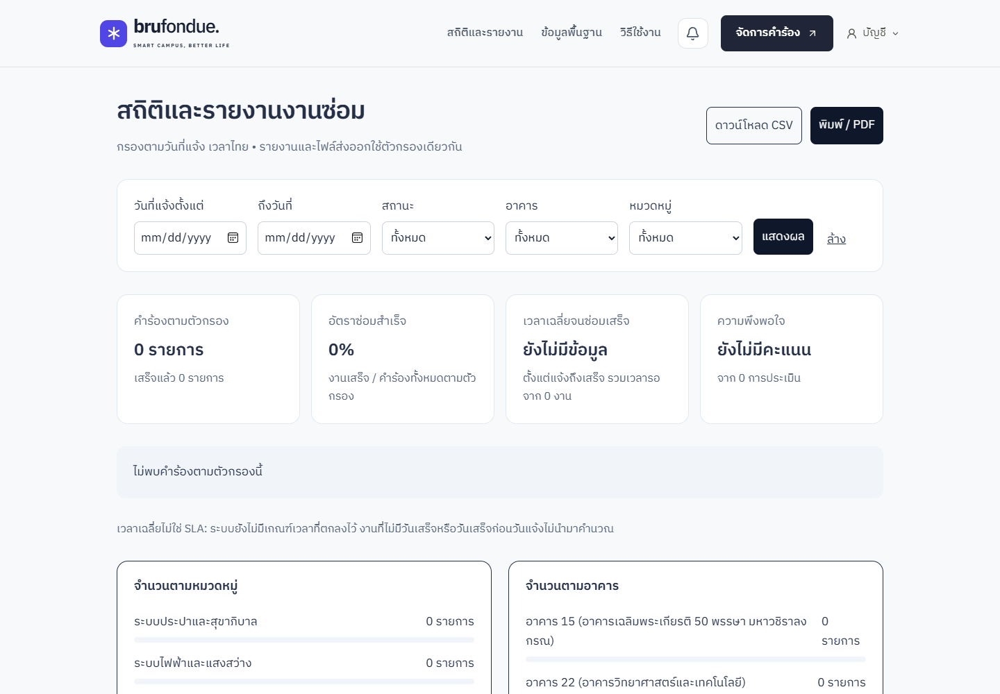 brufondue.
SMART CAMPUS, BETTER LIFE
สถิติและรายงาน
ข้อมูลพื้นฐาน
วิธีใช้งาน
จัดการคำร้อง
บัญชี
สถิติและรายงานงานซ่อม
กรองตามวันที่แจ้ง เวลาไทย • รายงานและไฟล์ส่งออกใช้ตัวกรองเดียวกัน
ดาวน์โหลด CSV
พิมพ์ / PDF
วันที่แจ้งตั้งแต่
ถึงวันที่
สถานะ
อาคาร
หมวดหมู่
mm/dd/yyyy
mm/dd/yyyy
ทั้งหมด
ทั้งหมด
ทั้งหมด
แสดงผล
ล้าง
คำร้องตามตัวกรอง
0 รายการ
เสร็จแล้ว 0 รายการ
อัตราซ่อมสำเร็จ
0%
งานเสร็จ / คำร้องทั้งหมดตามตัว
กรอง
เวลาเฉลี่ยจนซ่อมเสร็จ
ยังไม่มีข้อมูล
ตั้งแต่แจ้งถึงเสร็จ รวมเวลารอ
จาก 0 งาน
ความพึงพอใจ
ยังไม่มีคะแนน
จาก 0 การประเมิน
ไม่พบคำร้องตามตัวกรองนี้
เวลาเฉลี่ยไม่ใช่ SLA: ระบบยังไม่มีเกณฑ์เวลาที่ตกลงไว้ งานที่ไม่มีวันเสร็จหรือวันเสร็จก่อนวันแจ้งไม่นำมาคำนวณ
จำนวนตามหมวดหมู่
ระบบประปาและสุขาภิบาล
0 รายการ
ระบบไฟฟ้าและแสงสว่าง
0 รายการ
จำนวนตามอาคาร
อาคาร 15 (อาคารเฉลิมพระเกียรติ 50 พรรษา มหาวชิราลง
กรณ)
0
รายการ
อาคาร 22 (อาคารวิทยาศาสตร์และเทคโนโลยี)
0 รายการ